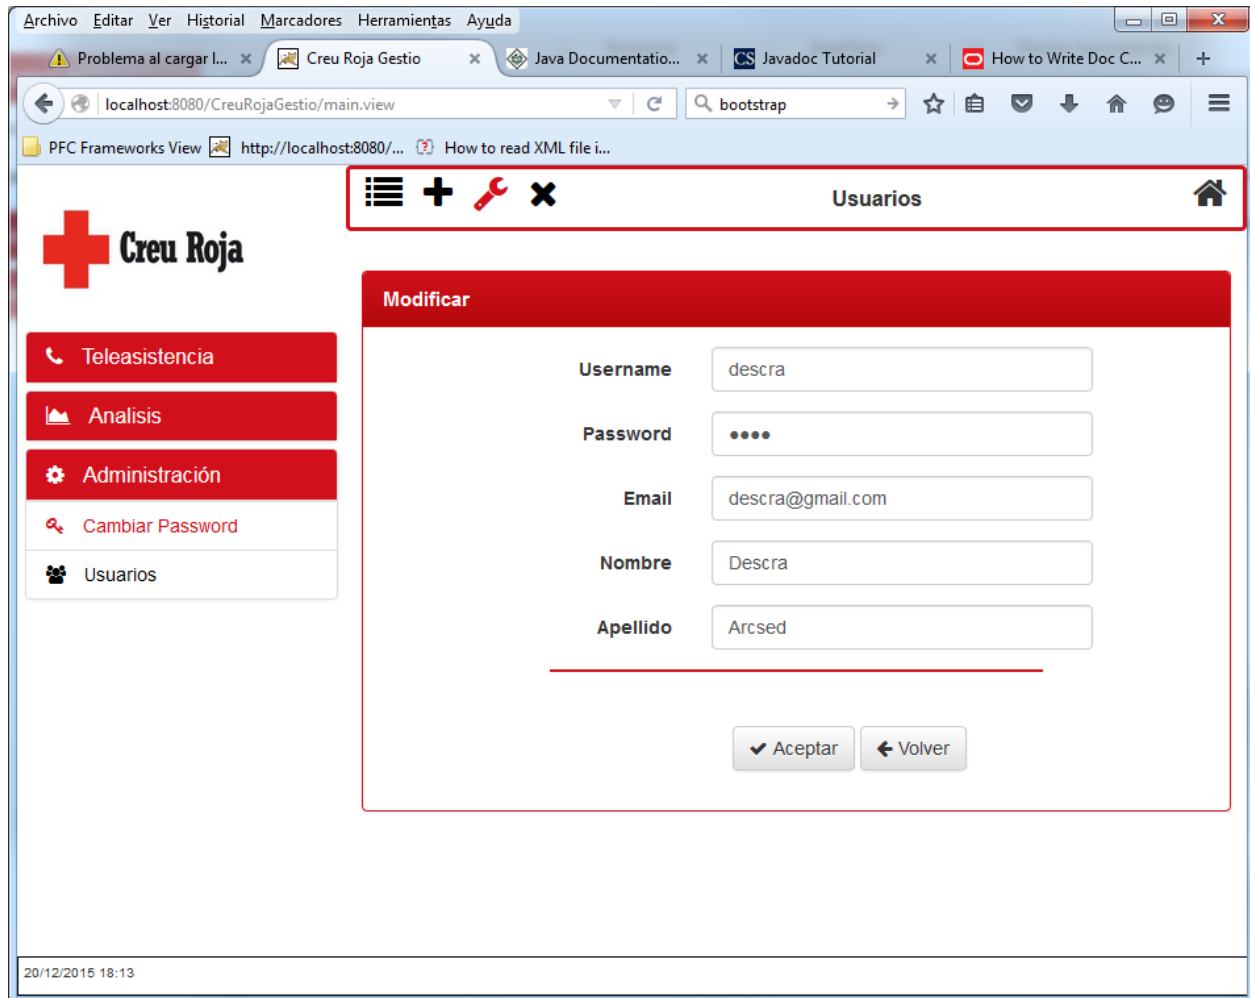 Archivo Editar Ver Historial Marcadores Herramientas Ayuda
Problema al cargar l... Creu Roja Gestio Java Documentatio... CS Javadoc Tutorial How to Write Doc C...
localhost:8080/CreuRojaGestio/main.view bootstrap
PFC Frameworks View http://localhost:8080/... How to read XML file i...
Usuarios
Creu Roja
Modificar
Teleasistencia
Analisis
Administración
Cambiar Password
Usuarios
Username descra
Password ••••
Email descra@gmail.com
Nombre Descra
Apellido Arcsed
Aceptar Volver
20/12/2015 18:13